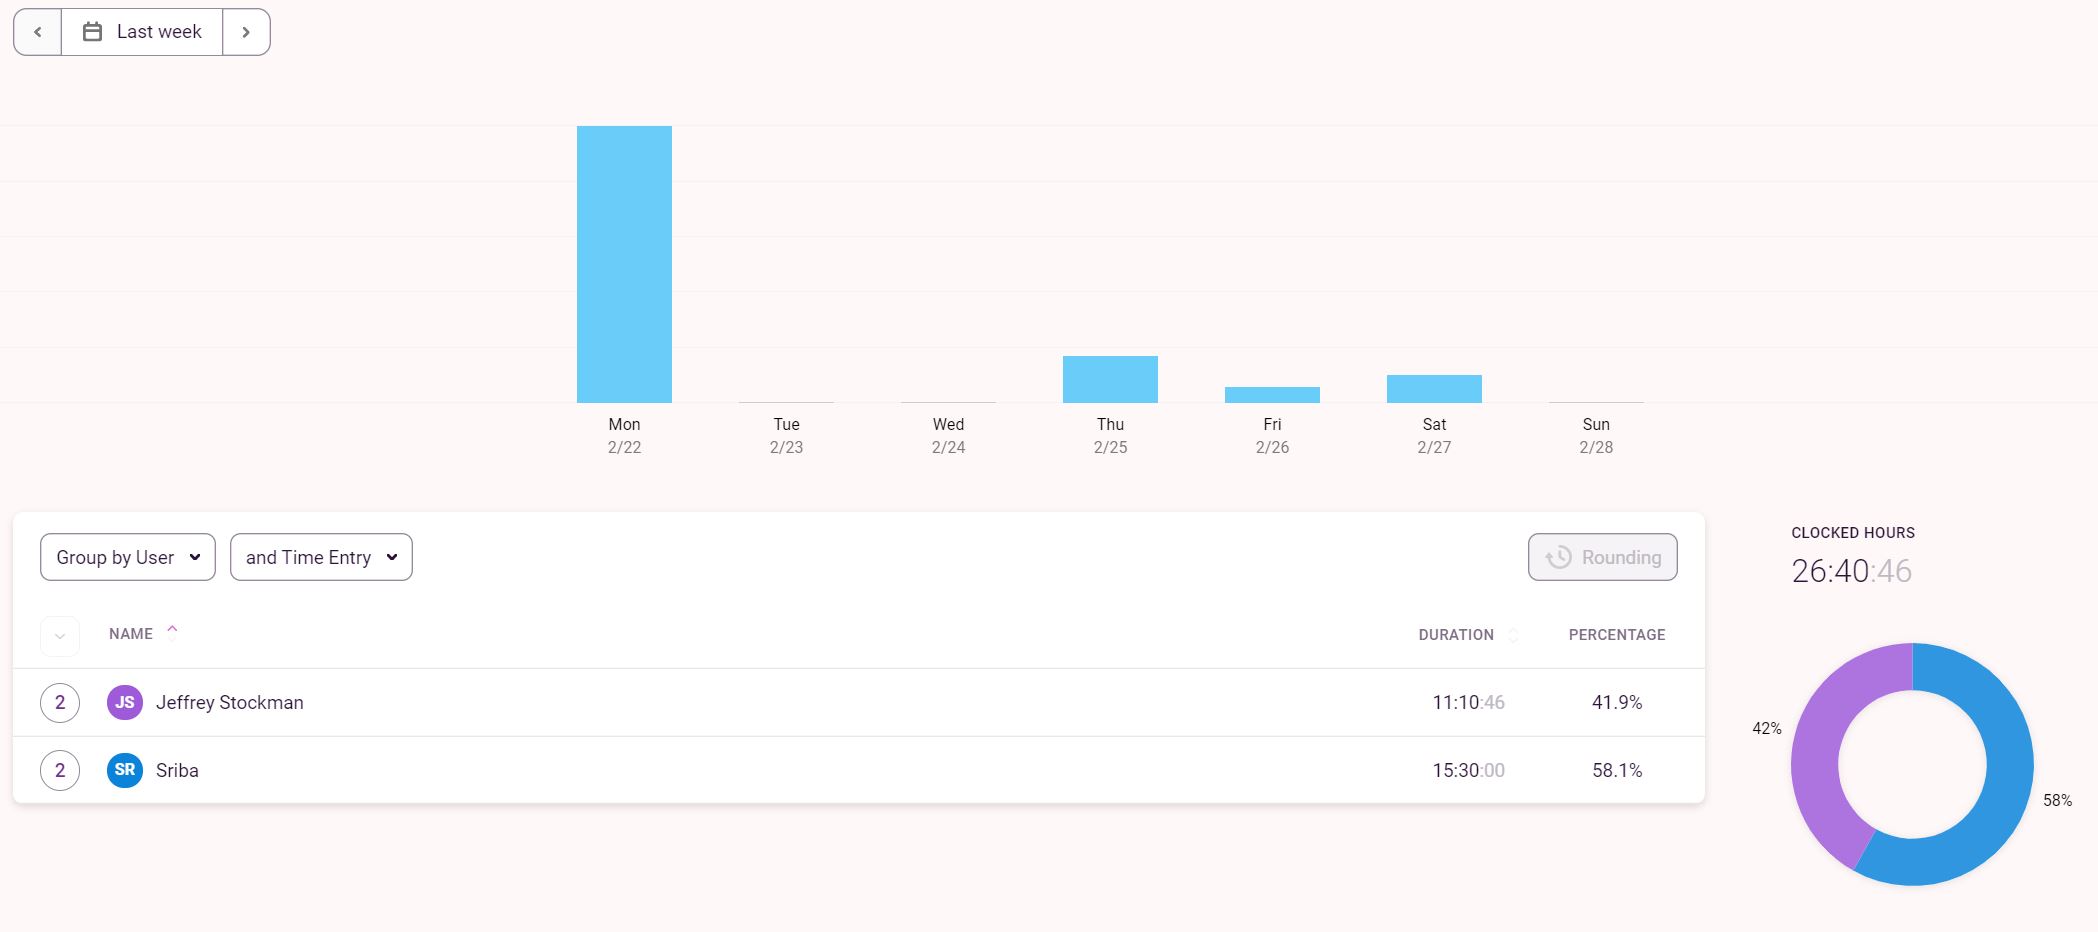 Last week
Mon Tue Wed Thu Fri Sat Sun
2/22 2/23 2/24 2/25 2/26 2/27 2/28
Group by User and Time Entry Rounding
NAME DURATION PERCENTAGE
2 JS Jeffrey Stockman 11:10:46 41.9%
2 SR Sriba 15:30:00 58.1%
CLOCKED HOURS
26:40:46
42%
58%